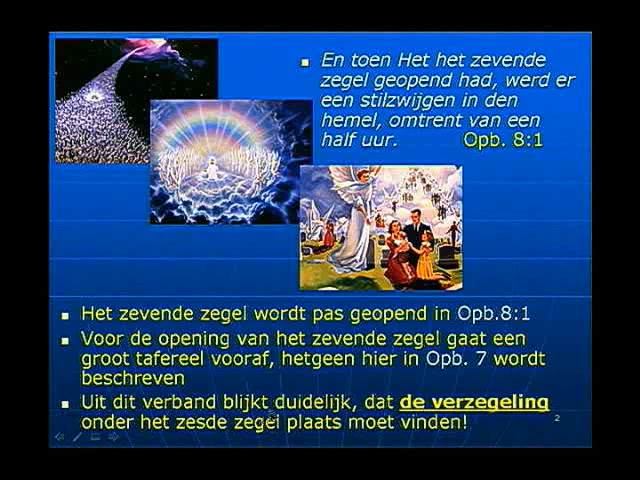 En toen Het het zevende
zegel geopend had, werd er
een stilzwijgen in den
hemel, omtrent van een
half uur. Opb. 8:1
Het zevende zegel wordt pas geopend in Opb.8:1
Voor de opening van het zevende zegel gaat een
groot tafereel vooraf, hetgeen hier in Opb. 7 wordt
beschreven
Uit dit verband blijkt duidelijk, dat de verzegeling
onder het zesde zegel plaats moet vinden!
2